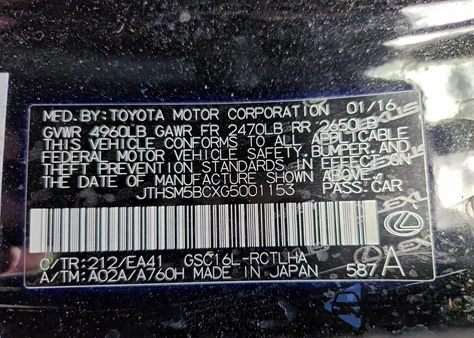 MFD. BY: TOYOTA MOTOR CORPORATION 01/16
GVWR 4960LB GAWR FR 2470LB RR 2650LB
THIS VEHICLE CONFORMS TO ALL APPLICABLE
FEDERAL MOTOR VEHICLE SAFETY, BUMPER, AND
THEFT PREVENTION STANDARDS IN EFFECT ON
THE DATE OF MANUFACTURE SHOWN ABOVE.
JTHSM5BCXG5001153 PASS. CAR
C/TR: 212/EA41 GSC16L-RCTLHA
A/TM: A02A/A760H MADE IN JAPAN 587 A